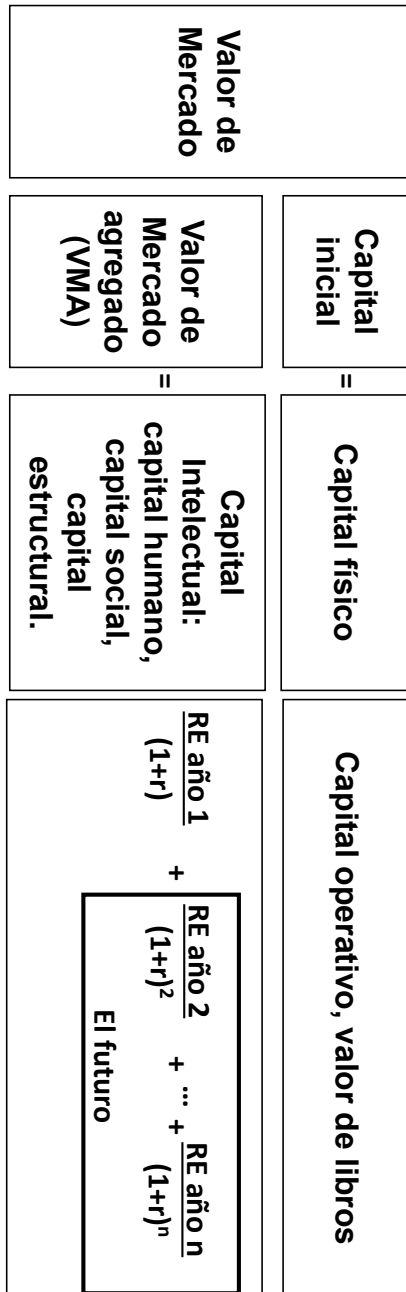 Valor de
Mercado
Capital
inicial
=
Capital físico
Capital operativo, valor de libros
Valor de
Mercado
agregado
(VMA)
=
Capital
Intelectual:
capital humano,
capital social,
capital
estructural.
RE año 1 + RE año 2 + ... + RE año n
(1+r) (1+r)² (1+r)ⁿ
El futuro